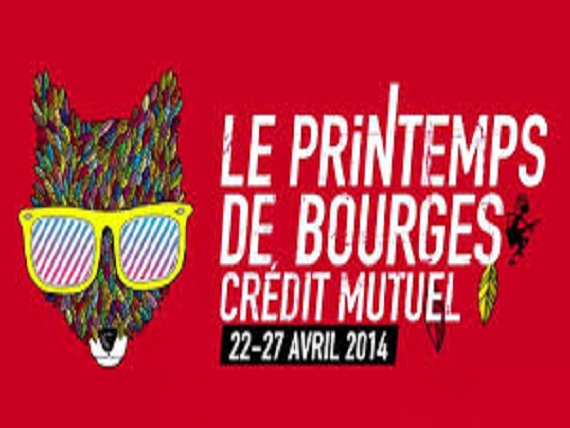 LE PRiNTEMPS
DE BOURGES
CRÉDIT MUTUEL
22-27 AVRIL 2014